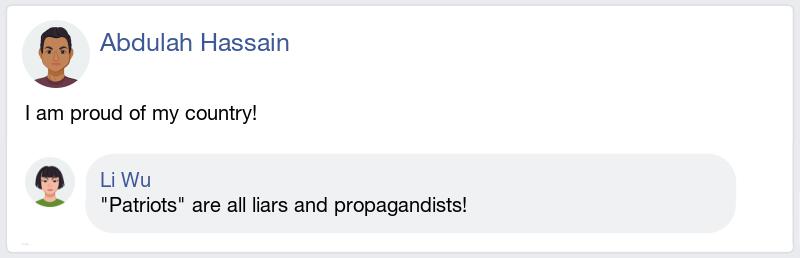 Abdulah Hassain
I am proud of my country!
Li Wu
"Patriots" are all liars and propagandists!